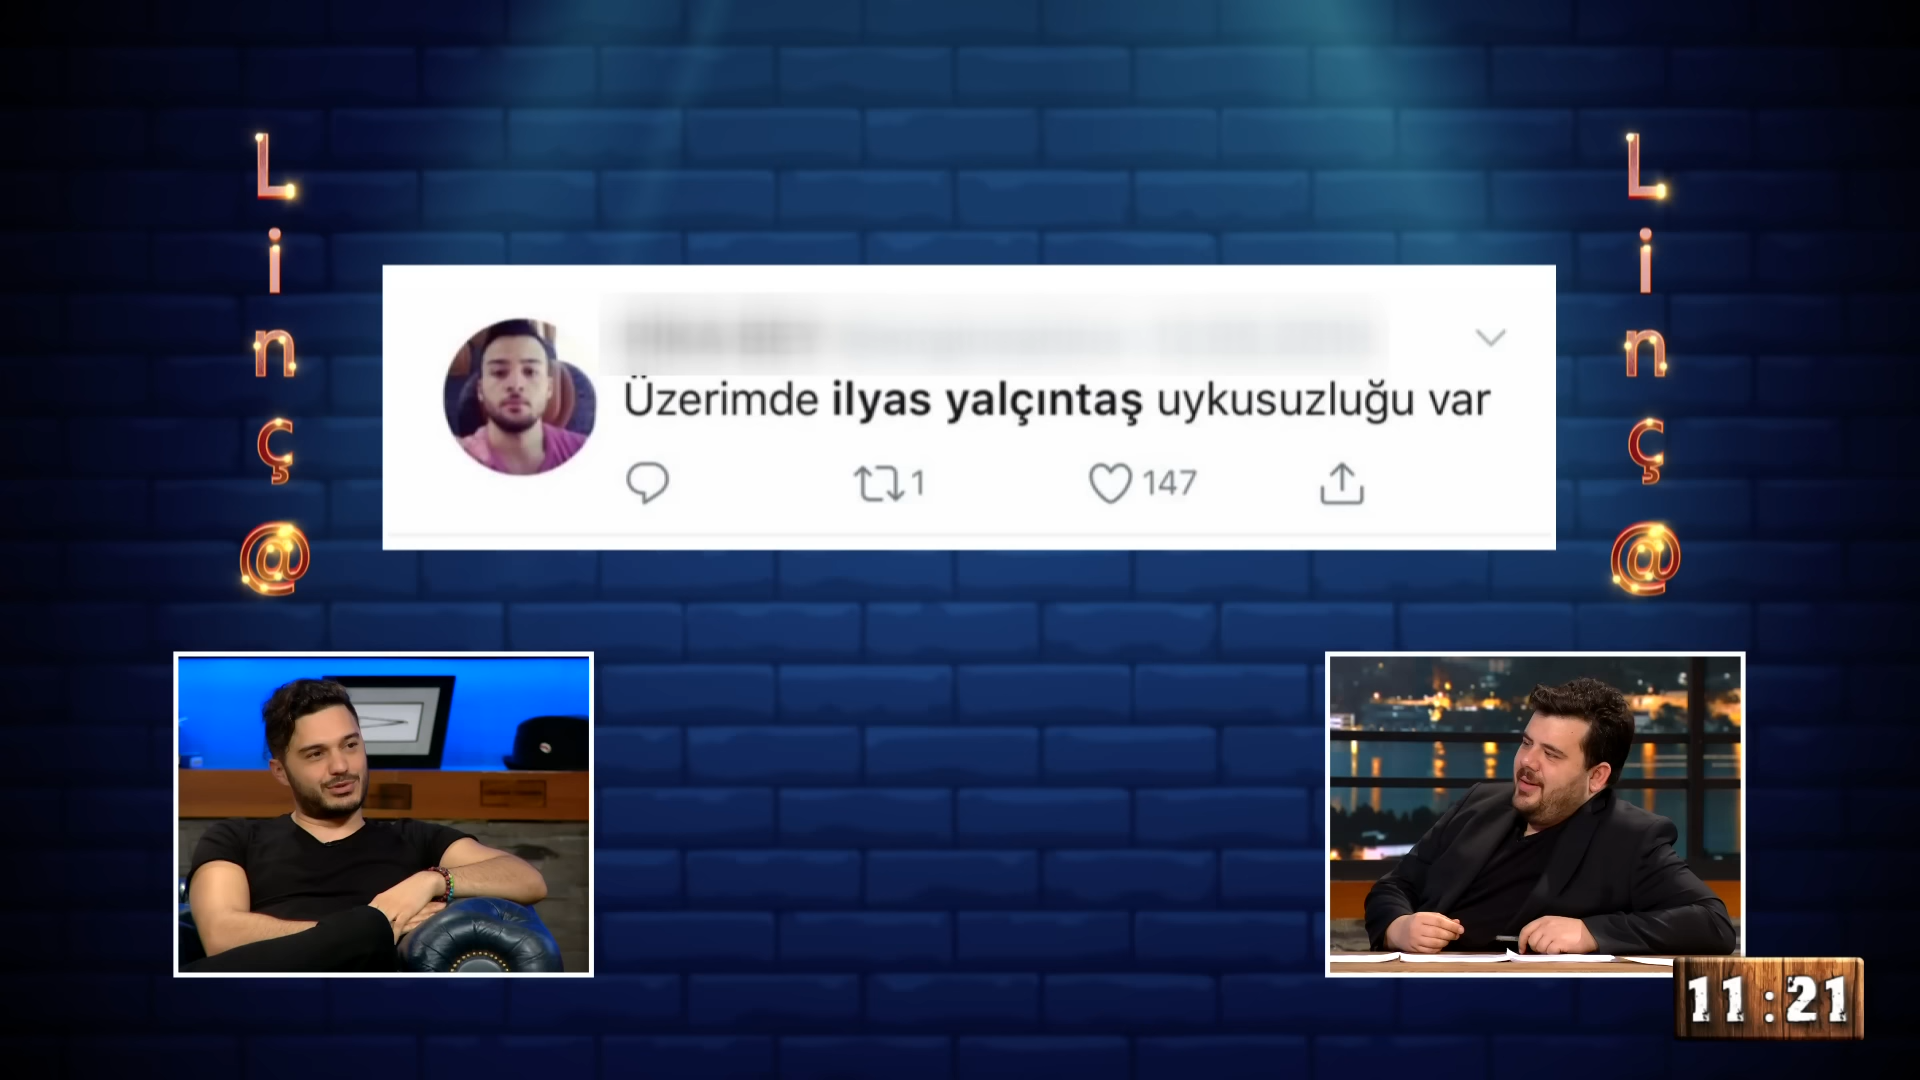 Linç@
Linç@
Üzerimde ilyas yalçıntaş uykusuzluğu var
1
147
11:21